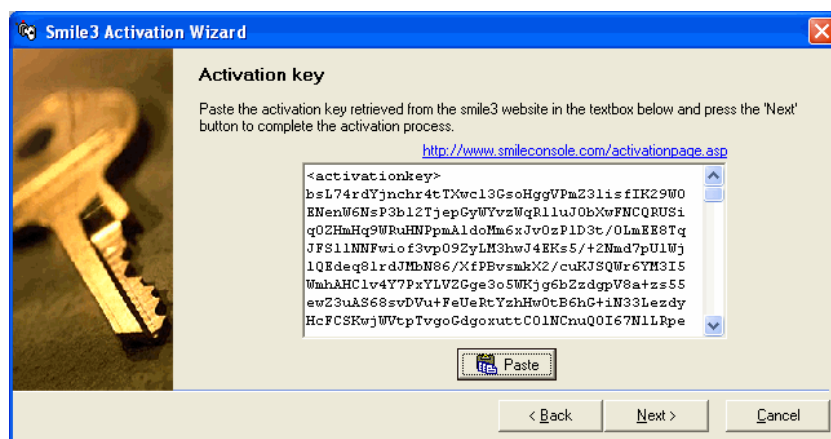 Smile3 Activation Wizard
Activation key
Paste the activation key retrieved from the smile3 website in the textbox below and press the 'Next'
button to complete the activation process.
http://www.smileconsole.com/activationpage.asp
<activationkey>
bsL74rdYjnchr4tTXwcl3GsoHggVPmZ3lisfIK29W0
ENenW6NsP3bl2TjepGyWYvzWqRlluJ0bXwFNCQRUSi
q0ZHmHq9WRuHNPpmAldoMm6xJv0zPlD3t/0LmEE8Tq
JFSllNNFwiof3vp09ZyLM3hwJ4EKs5/+2Nmd7pUlWj
lQEdeq8lrdJMbN86/XfPBvsmkX2/cuKJSQWr6YM3I5
WmhAHClv4Y7PxYLVZGge3o5WKjg6bZzdgpV8a+zs55
ewZ3uAS68svDVu+FeUeRtYzhHw0tB6hG+iN33Lezdy
HcFCSKwjWVtpTvgoGdgoxuttC0lNCnuQ0I67NlLRpe
Paste
< Back
Next >
Cancel